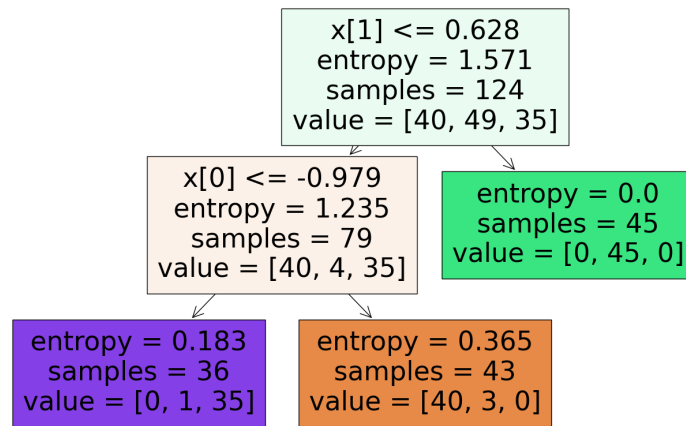 x[1] <= 0.628
entropy = 1.571
samples = 124
value = [40, 49, 35]
x[0] <= -0.979
entropy = 1.235
samples = 79
value = [40, 4, 35]
entropy = 0.0
samples = 45
value = [0, 45, 0]
entropy = 0.183
samples = 36
value = [0, 1, 35]
entropy = 0.365
samples = 43
value = [40, 3, 0]